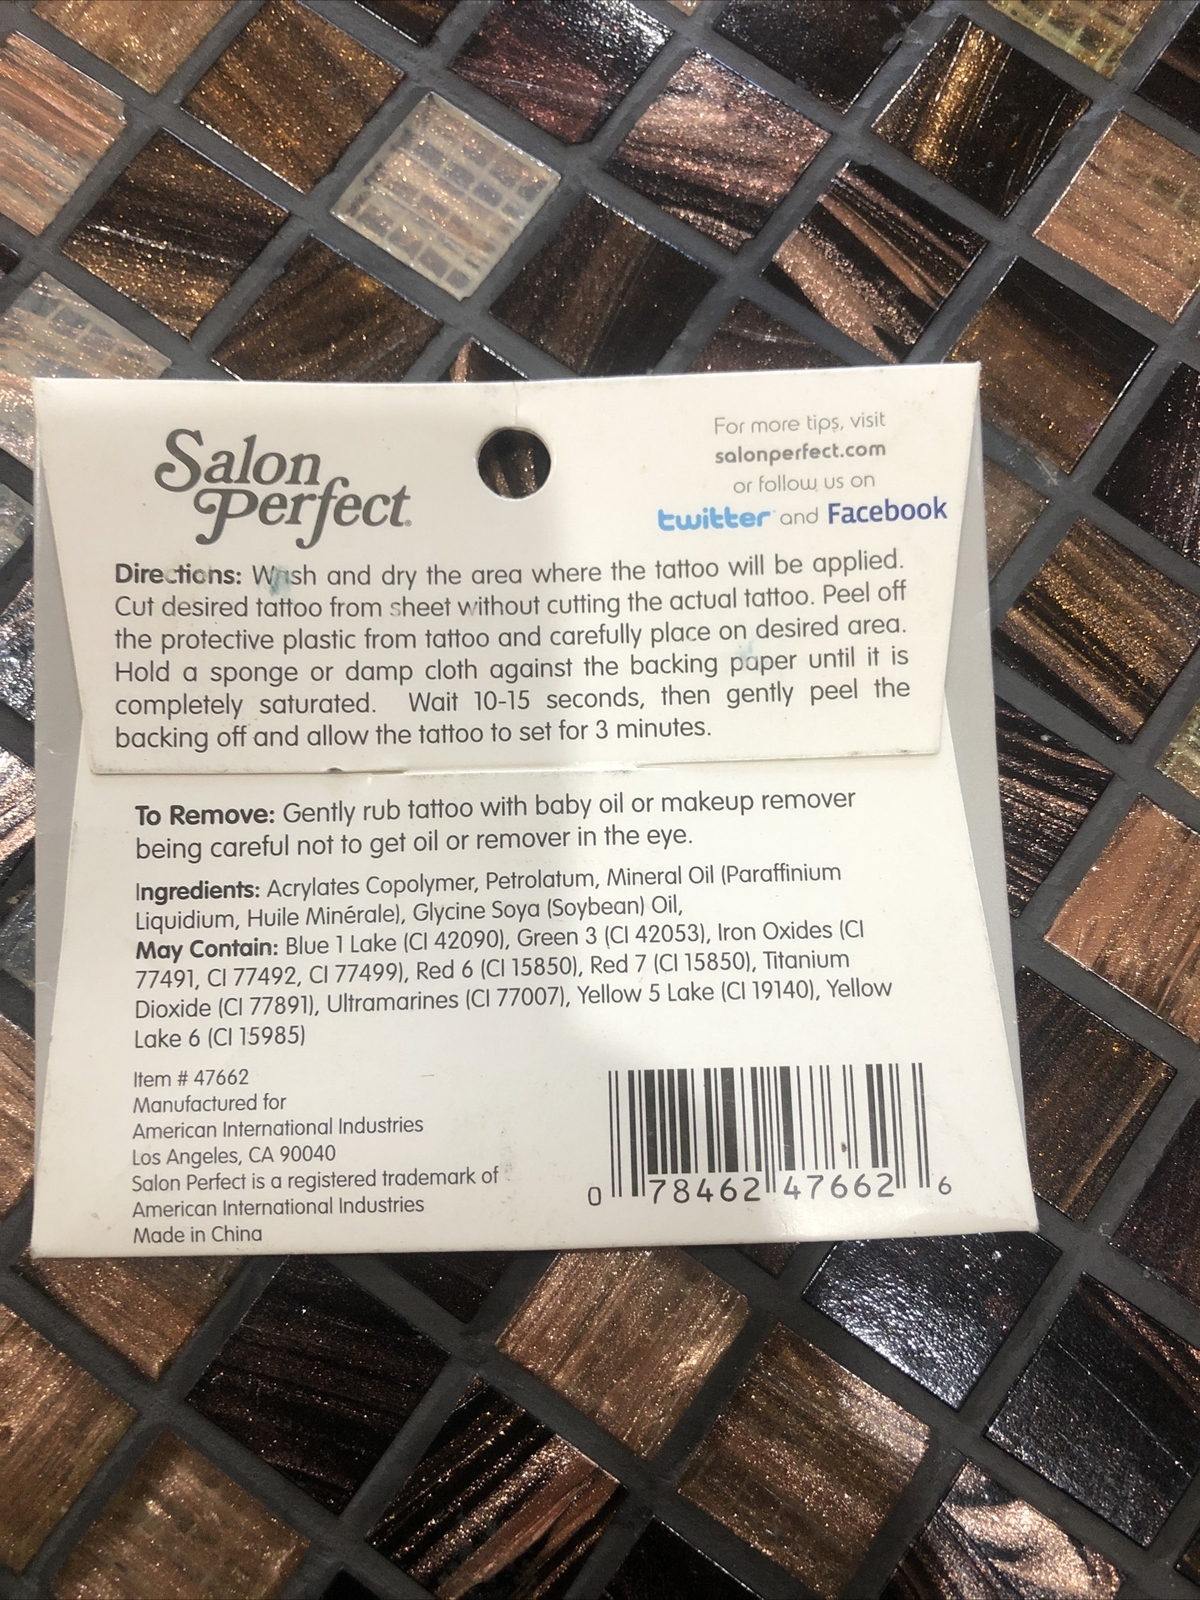 Salon
Perfect®
For more tips, visit
salonperfect.com
or follow us on
twitter and Facebook
Directions: Wash and dry the area where the tattoo will be applied.
Cut desired tattoo from sheet without cutting the actual tattoo. Peel off
the protective plastic from tattoo and carefully place on desired area.
Hold a sponge or damp cloth against the backing paper until it is
completely saturated. Wait 10-15 seconds, then gently peel the
backing off and allow the tattoo to set for 3 minutes.
To Remove: Gently rub tattoo with baby oil or makeup remover
being careful not to get oil or remover in the eye.
Ingredients: Acrylates Copolymer, Petrolatum, Mineral Oil (Paraffinium
Liquidium, Huile Minérale), Glycine Soya (Soybean) Oil,
May Contain: Blue 1 Lake (CI 42090), Green 3 (CI 42053), Iron Oxides (CI
77491, CI 77492, CI 77499), Red 6 (CI 15850), Red 7 (CI 15850), Titanium
Dioxide (CI 77891), Ultramarines (CI 77007), Yellow 5 Lake (CI 19140), Yellow
Lake 6 (CI 15985)
Item # 47662
Manufactured for
American International Industries
Los Angeles, CA 90040
Salon Perfect is a registered trademark of
American International Industries
Made in China
0 78462 47662 6